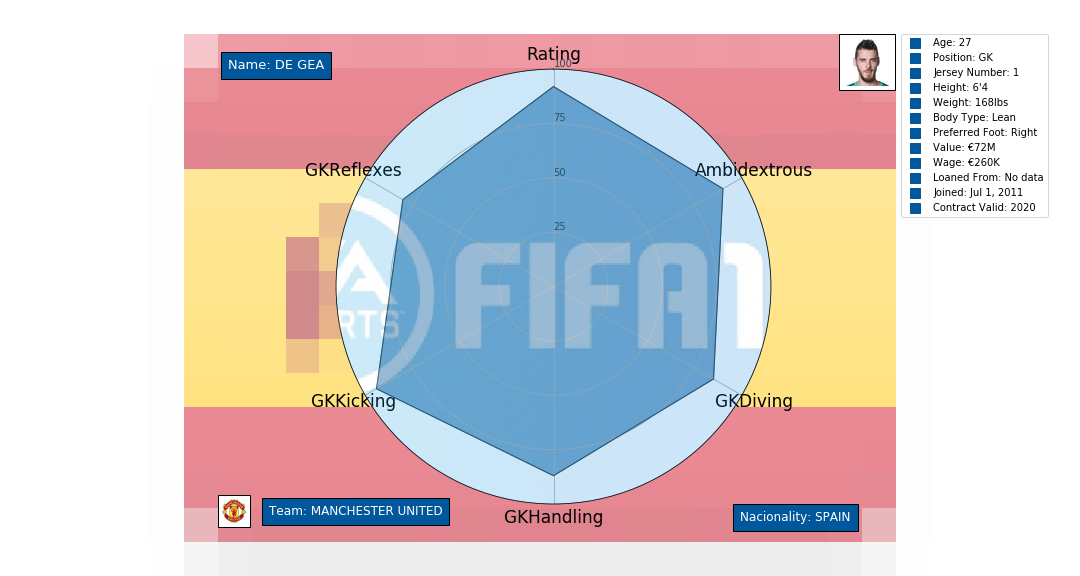 Rating
Name: DE GEA
100
75
50
25
GKReflexes
Ambidextrous
FIFA1
RTS
GKKicking
GKDiving
GKHandling
Team: MANCHESTER UNITED
Nacionality: SPAIN
Age: 27
Position: GK
Jersey Number: 1
Height: 6'4
Weight: 168lbs
Body Type: Lean
Preferred Foot: Right
Value: €72M
Wage: €260K
Loaned From: No data
Joined: Jul 1, 2011
Contract Valid: 2020